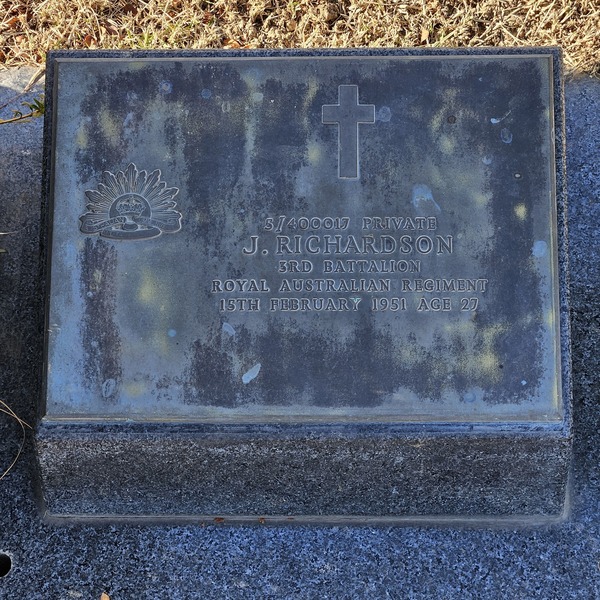 5/400017 PRIVATE
J. RICHARDSON
3RD BATTALION
ROYAL AUSTRALIAN REGIMENT
15TH FEBRUARY 1951 AGE 27